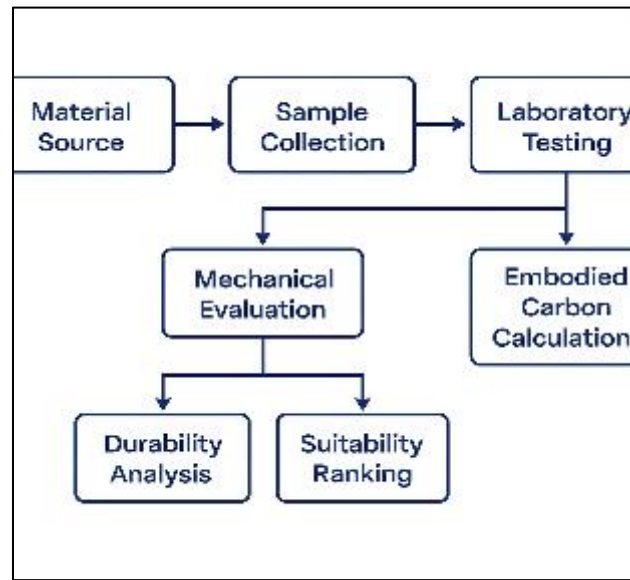 Material
Source
Sample
Collection
Laboratory
Testing
Mechanical
Evaluation
Embodied
Carbon
Calculation
Durability
Analysis
Suitability
Ranking